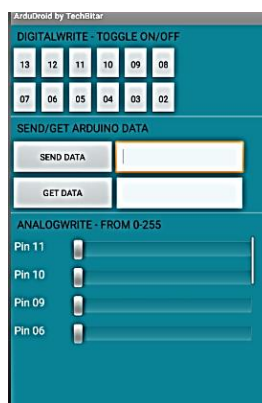 ArduDroid by TechBitar
DIGITALWRITE - TOGGLE ON/OFF
13 12 11 10 09 08
07 06 05 04 03 02
SEND/GET ARDUINO DATA
SEND DATA
GET DATA
ANALOGWRITE - FROM 0-255
Pin 11
Pin 10
Pin 09
Pin 06